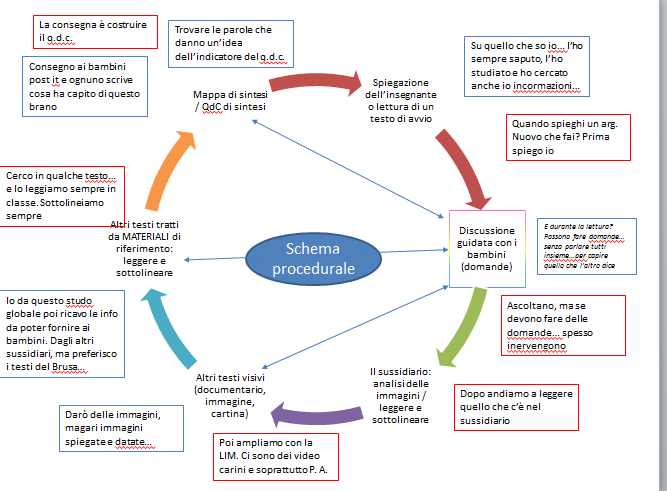 La consegna è costruire
il q.d.c.
Trovare le parole che
danno un'idea
dell'indicatore del q.d.c.
Consegno ai bambini
post it e ognuno scrive
cosa ha capito di questo
brano
Mappa di sintesi
/ QdC di sintesi
Spiegazione
dell'insegnante
o lettura di un
testo di avvio
Su quello che so io... l'ho
sempre saputo, l'ho
studiato e ho cercato
anche io incormazioni...
Quando spieghi un arg.
Nuovo che fai? Prima
spiego io
Cerco in qualche testo...
e lo leggiamo sempre in
classe. Sottolineiamo
sempre
Altri testi tratti
da MATERIALI di
riferimento:
leggere e
sottolineare
Schema
procedurale
Discussione
guidata con i
bambini
(domande)
E durante la lettura?
Possono fare domande...
senza parlare tutti
insieme...per capire
quello che l'altro dice
Io da questo studo
globale poi ricavo le info
da poter fornire ai
bambini. Dagli altri
sussidiari, ma preferisco
i testi del Brusa...
Ascoltano, ma se
devono fare delle
domande... spesso
inervengono
Altri testi visivi
(documentario,
immagine,
cartina)
Il sussidiario:
analisi delle
immagini /
leggere e
sottolineare
Dopo andiamo a leggere
quello che c'è nel
sussidiario
Darò delle immagini,
magari immagini
spiegate e datate...
Poi ampliamo con la
LIM. Ci sono dei video
carini e soprattutto P. A.